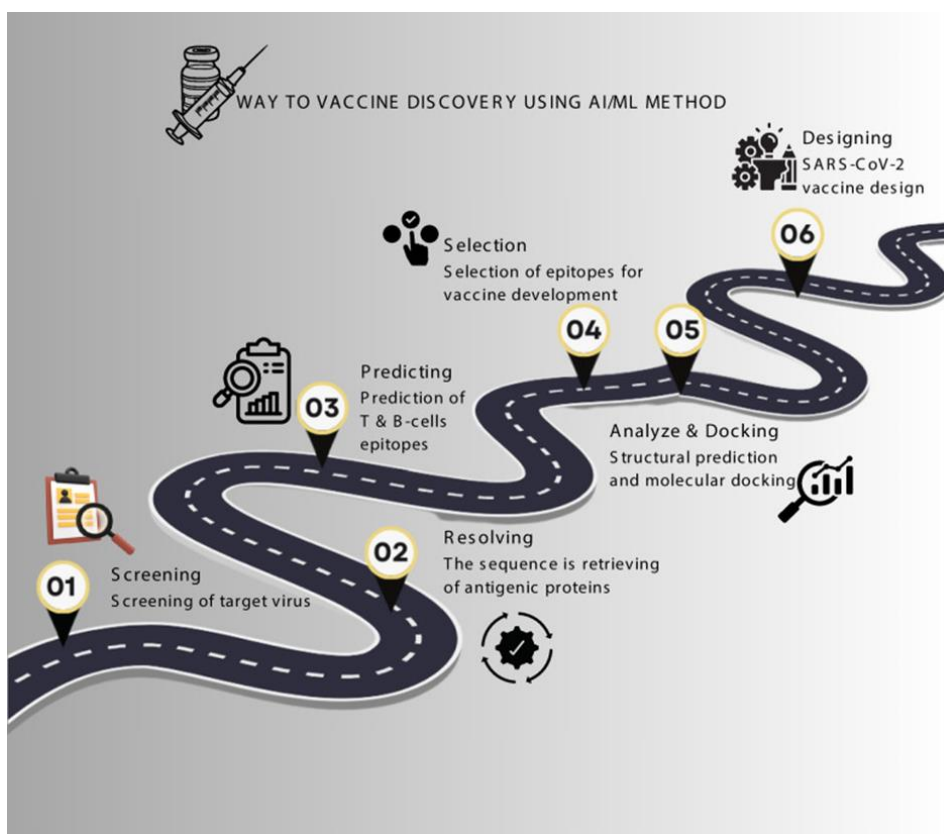 WAY TO VACCINE DISCOVERY USING AI/ML METHOD
01
Screening
Screening of target virus
02
Resolving
The sequence is retrieving
of antigenic proteins
03
Predicting
Prediction of
T & B-cells
epitopes
04
Selection
Selection of epitopes for
vaccine development
05
Analyze & Docking
Structural prediction
and molecular docking
06
Designing
SARS-CoV-2
vaccine design